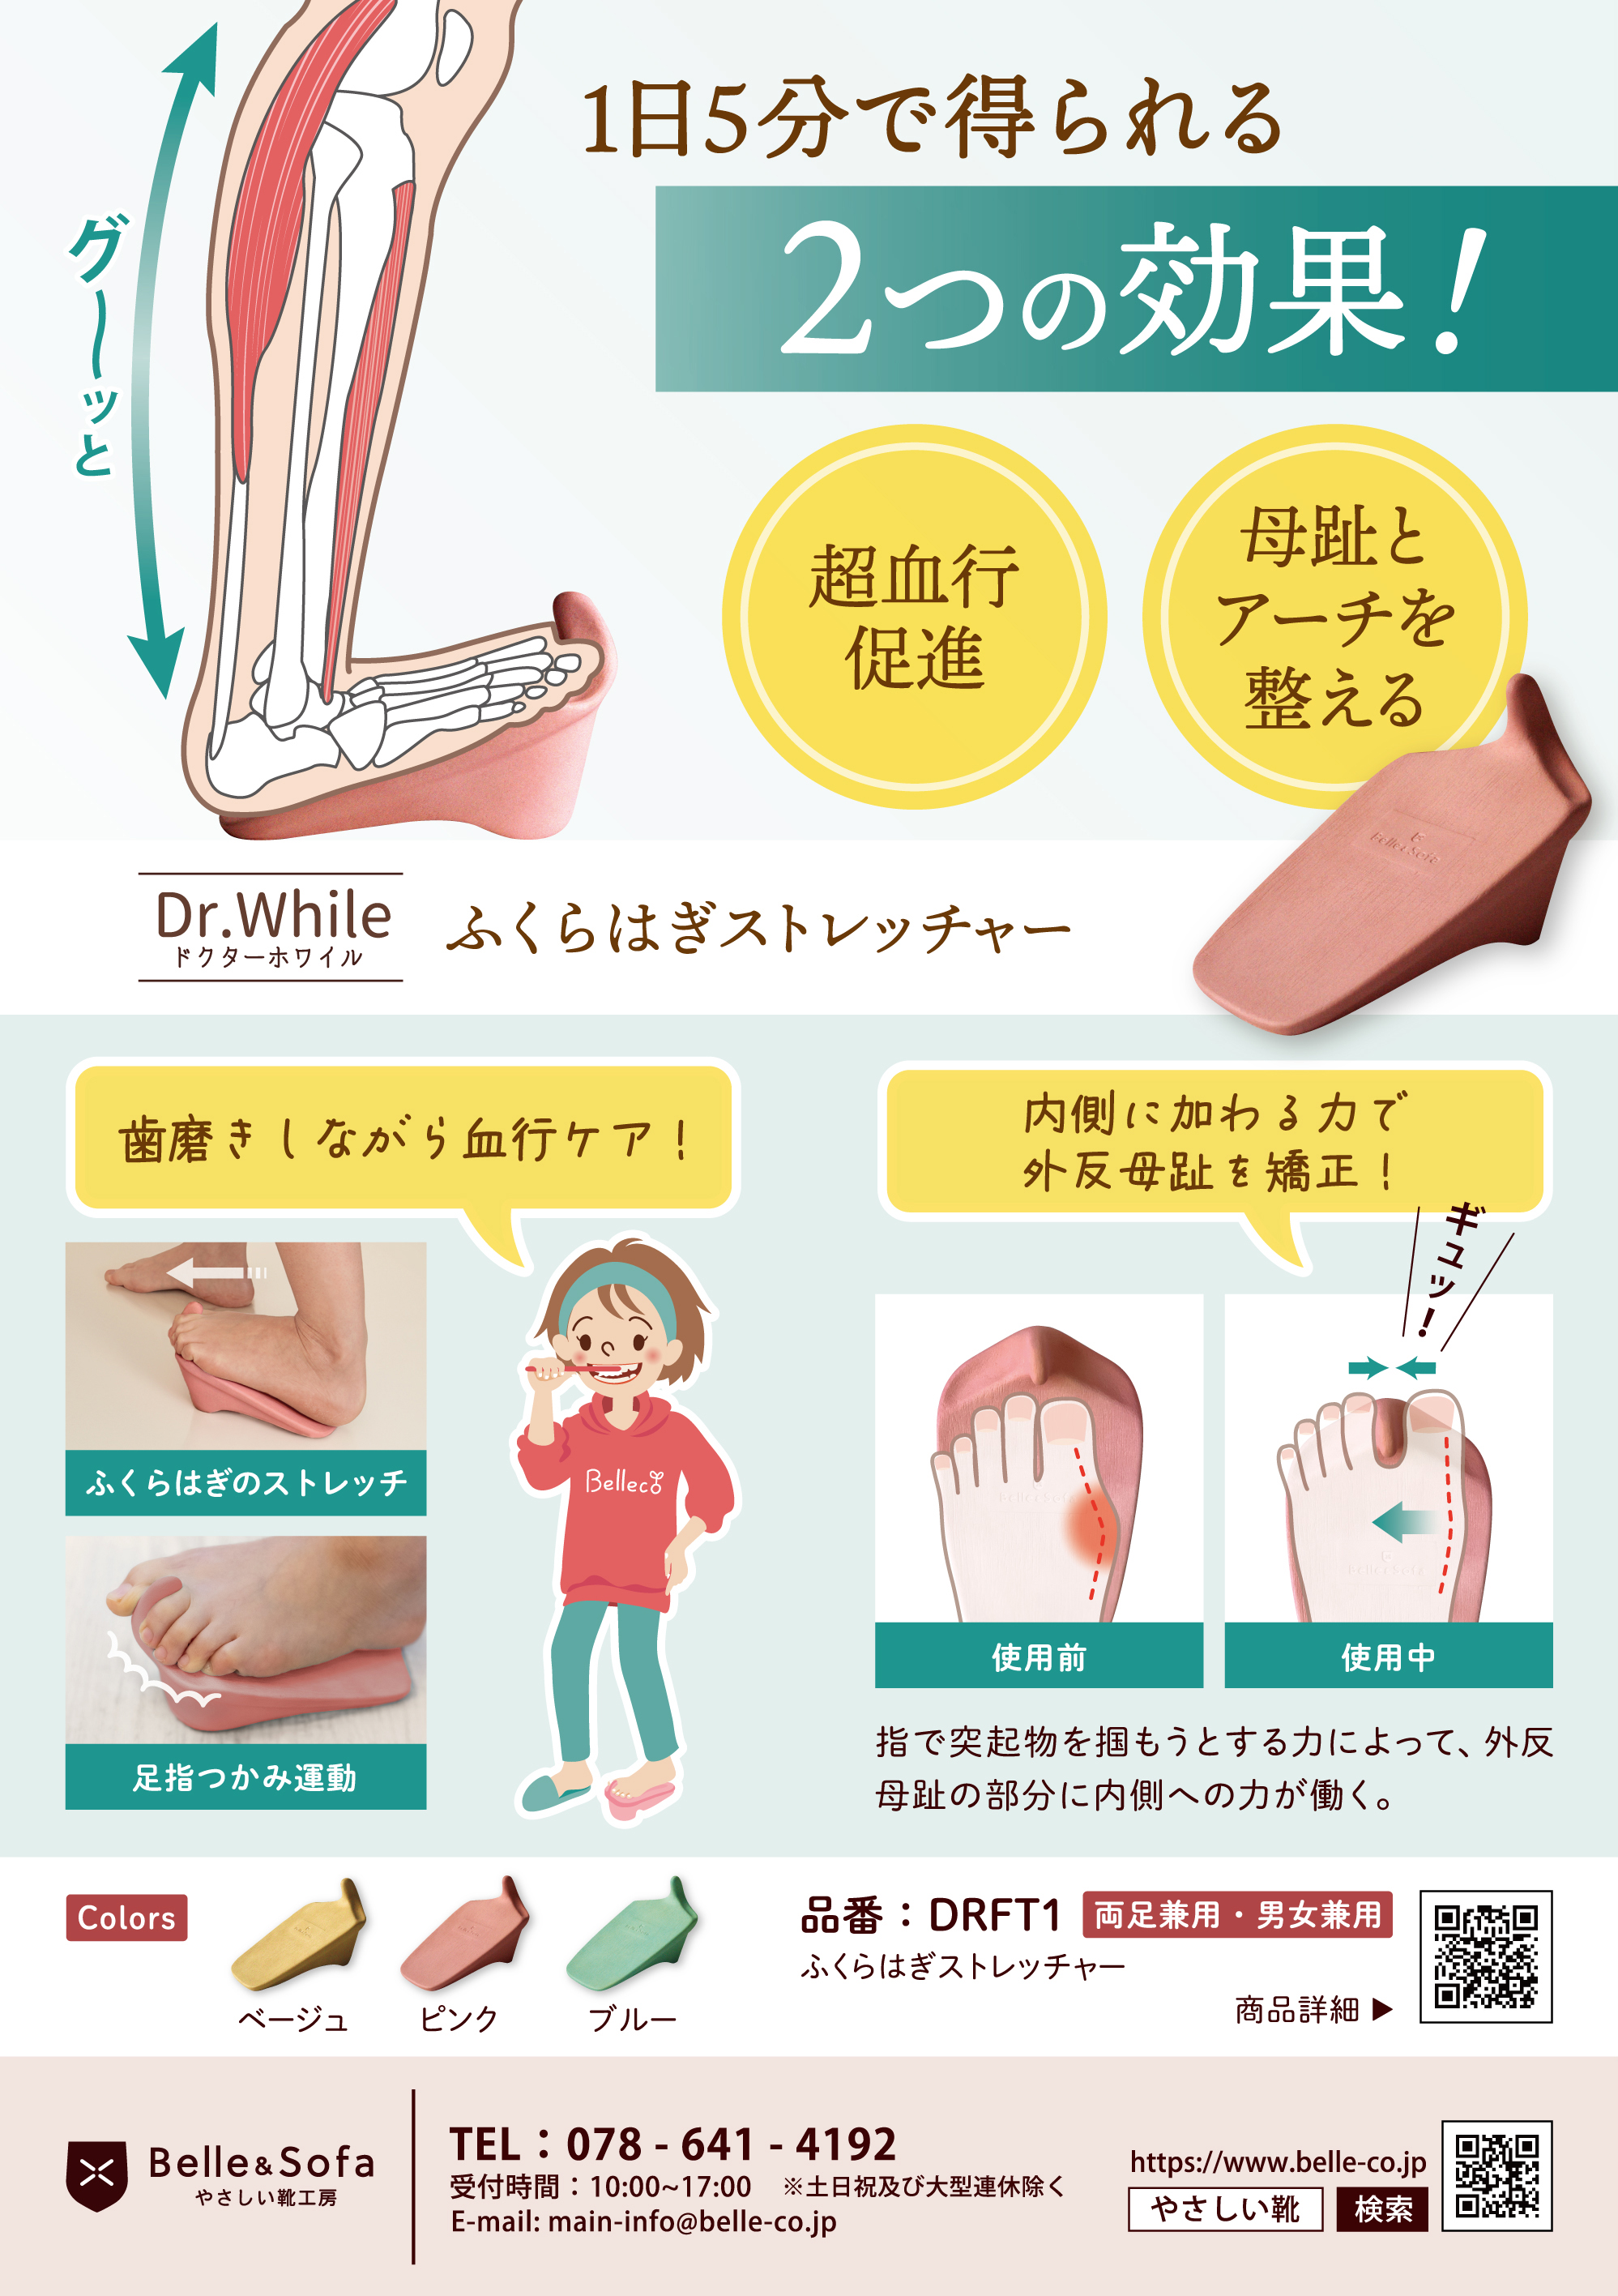 1日5分で得られる
2つの効果!
グ〜ッと
超血行
促進
母趾と
アーチを
整える
Belle&Sofa
Dr.While
ドクターホワイル
ふくらはぎストレッチャー
歯磨きしながら血行ケア!
ふくらはぎのストレッチ
足指つかみ運動
Belleco
内側に加わる力で
外反母趾を矯正!
ギュッ!
使用前
使用中
指で突起物を掴もうとする力によって、外反
母趾の部分に内側への力が働く。
Colors
ベージュ
ピンク
ブルー
品番：DRFT1
両足兼用・男女兼用
ふくらはぎストレッチャー
商品詳細 ▶
Belle&Sofa
やさしい靴工房
TEL：078 - 641 - 4192
受付時間：10:00~17:00 ※土日祝及び大型連休除く
E-mail: main-info@belle-co.jp
https://www.belle-co.jp
やさしい靴 検索